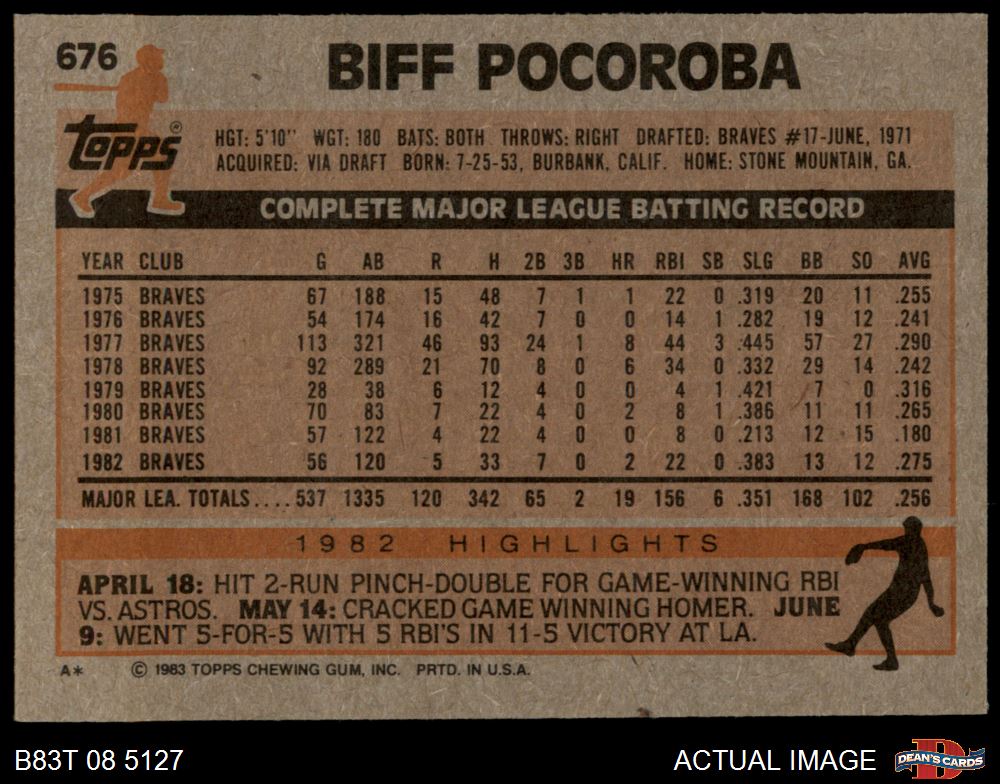 676
BIFF POCOROBA
topps®
HGT: 5'10" WGT: 180 BATS: BOTH THROWS: RIGHT DRAFTED: BRAVES #17-JUNE, 1971
ACQUIRED: VIA DRAFT BORN: 7-25-53, BURBANK, CALIF. HOME: STONE MOUNTAIN, GA.
COMPLETE MAJOR LEAGUE BATTING RECORD
YEAR CLUB G AB R H 2B 3B HR RBI SB SLG BB SO AVG
1975 BRAVES 67 188 15 48 7 1 1 22 0 .319 20 11 .255
1976 BRAVES 54 174 16 42 7 0 0 14 1 .282 19 12 .241
1977 BRAVES 113 321 46 93 24 1 8 44 3 .445 57 27 .290
1978 BRAVES 92 289 21 70 8 0 6 34 0 .332 29 14 .242
1979 BRAVES 28 38 6 12 4 0 0 4 1 .421 7 0 .316
1980 BRAVES 70 83 7 22 4 0 2 8 1 .386 11 11 .265
1981 BRAVES 57 122 4 22 4 0 0 8 0 .213 12 15 .180
1982 BRAVES 56 120 5 33 7 0 2 22 0 .383 13 12 .275
MAJOR LEA. TOTALS.... 537 1335 120 342 65 2 19 156 6 .351 168 102 .256
1982 HIGHLIGHTS
APRIL 18: HIT 2-RUN PINCH-DOUBLE FOR GAME-WINNING RBI
VS. ASTROS. MAY 14: CRACKED GAME WINNING HOMER. JUNE
9: WENT 5-FOR-5 WITH 5 RBI'S IN 11-5 VICTORY AT LA.
A* © 1983 TOPPS CHEWING GUM, INC. PRTD. IN U.S.A.
B83T 08 5127
ACTUAL IMAGE
D
DEAN'S CARDS